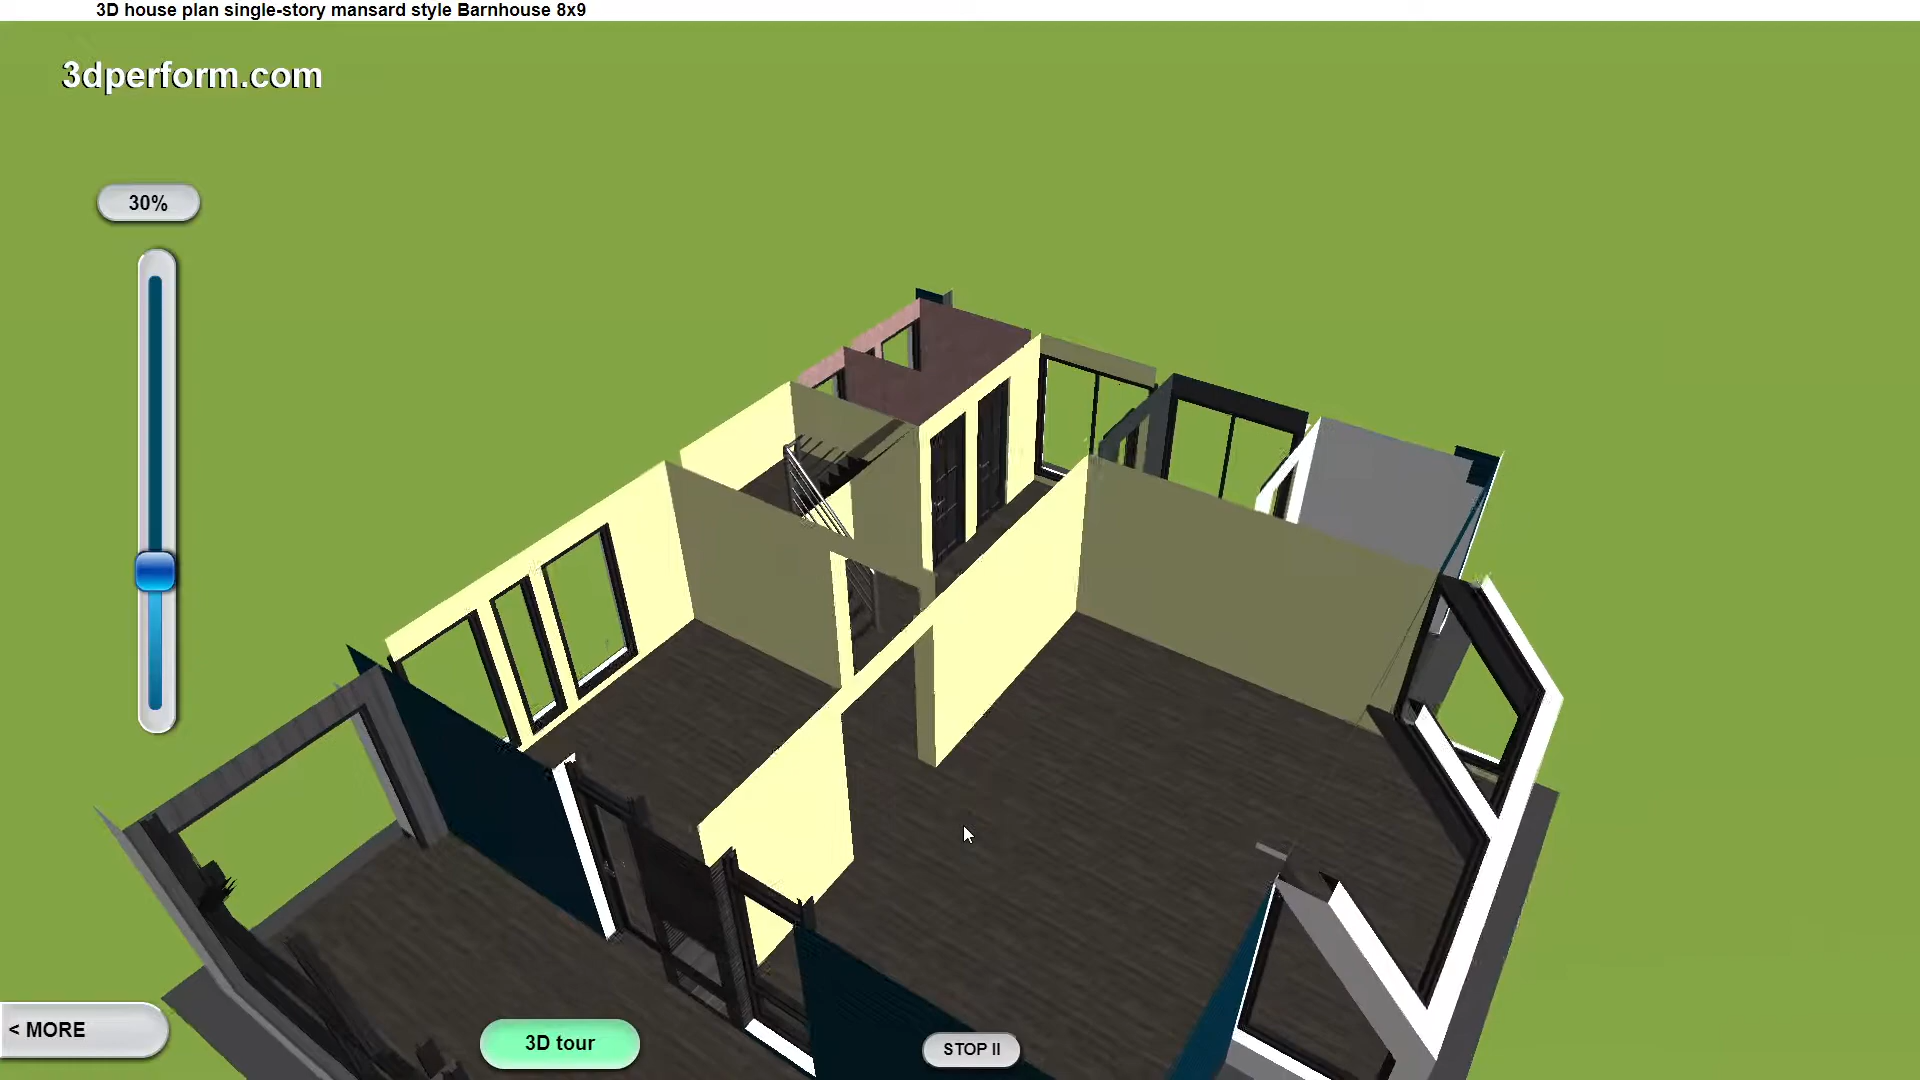 3D house plan single-story mansard style Barnhouse 8x9
3dperform.com
30%
< MORE
3D tour
STOP II